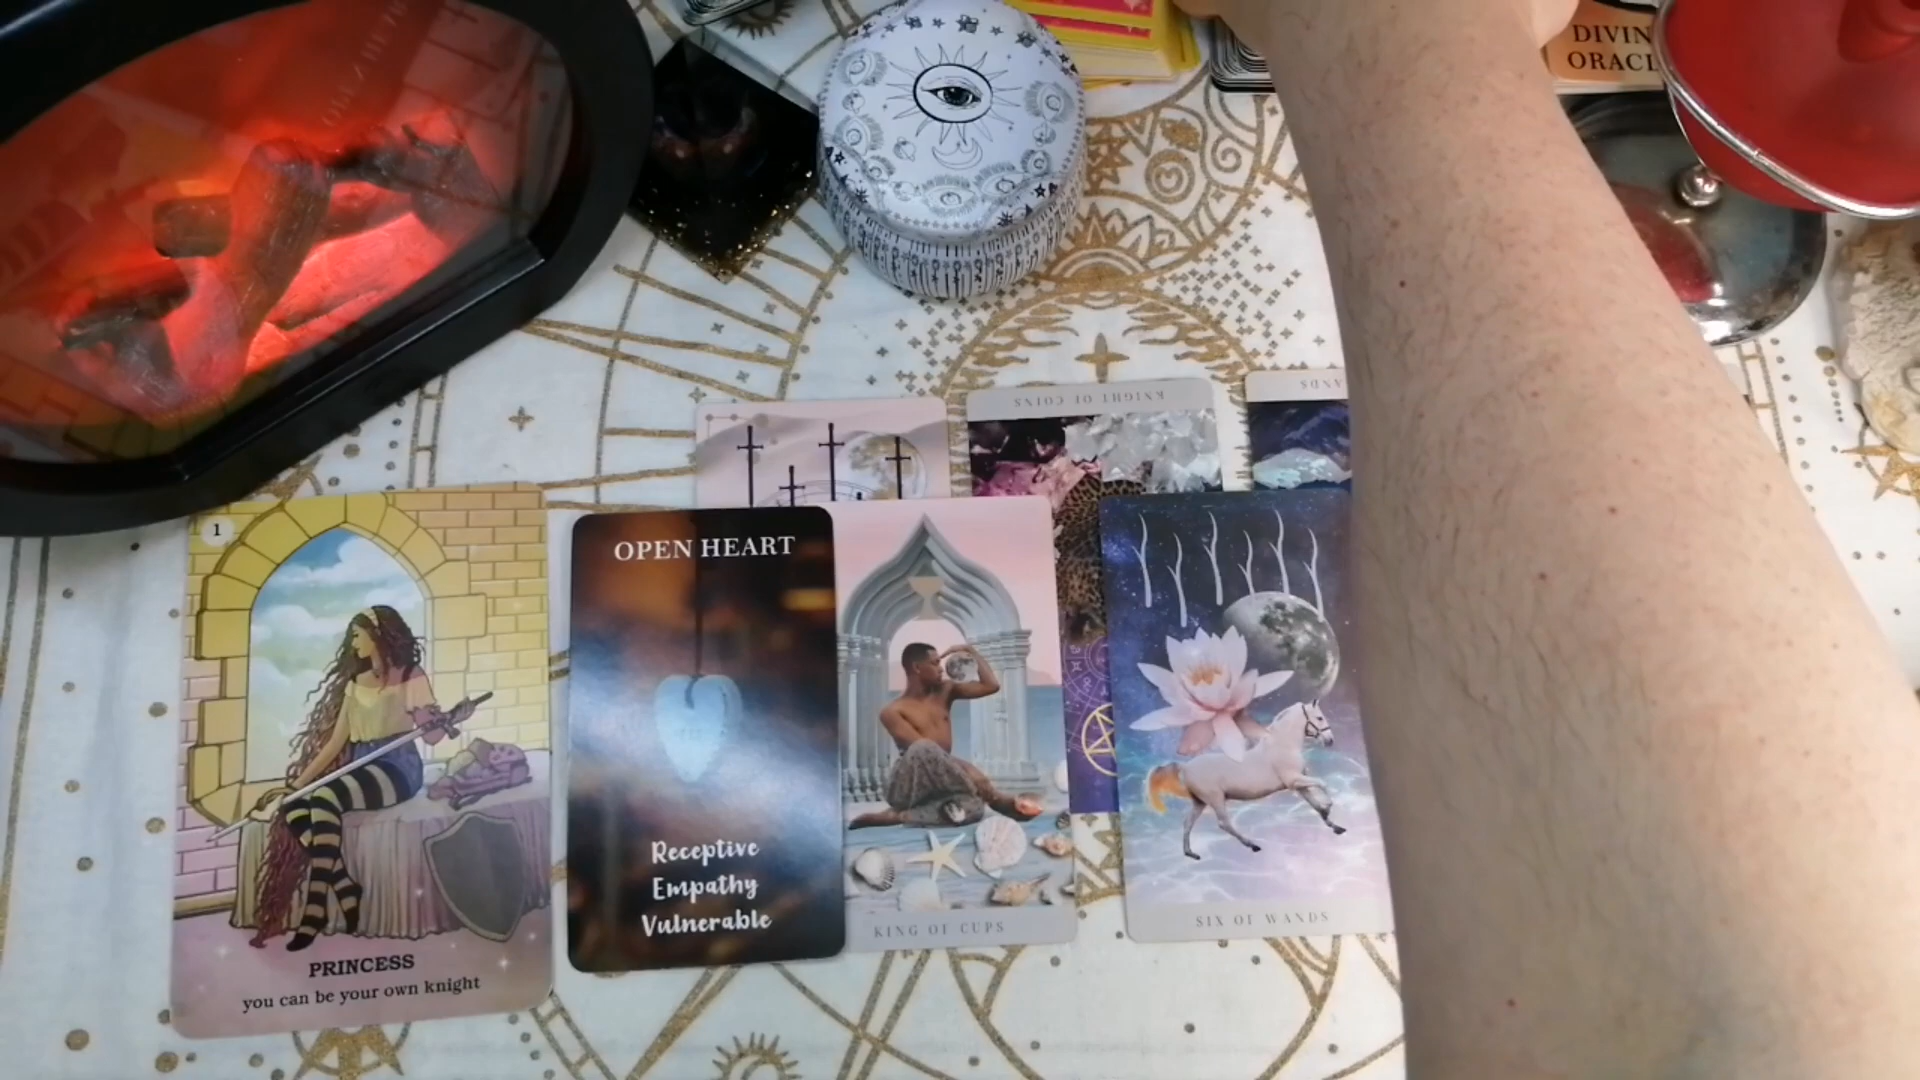 DIVIN
ORACL
KNIGHT OF COINS
ANDS
1
OPEN HEART
Receptive
Empathy
Vulnerable
KING OF CUPS
SIX OF WANDS
PRINCESS
you can be your own knight